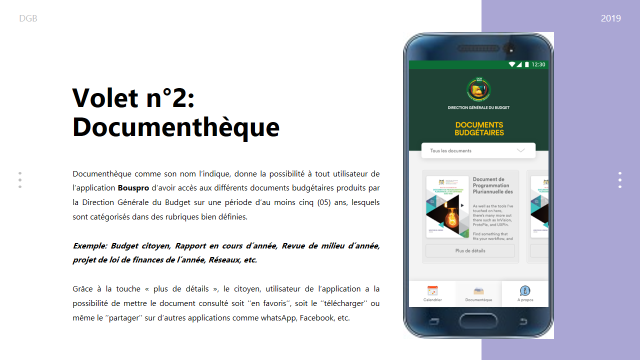 DGB
2019
Volet n°2:
Documenthèque
Documenthèque comme son nom l'indique, donne la possibilité à tout utilisateur de
l'application Bouspro d'avoir accès aux différents documents budgétaires produits par
la Direction Générale du Budget sur une période d'au moins cinq (05) ans, lesquels
sont catégorisés dans des rubriques bien définies.
Exemple: Budget citoyen, Rapport en cours d'année, Revue de milieu d'année,
projet de loi de finances de l'année, Réseaux, etc.
Grâce à la touche « plus de détails », le citoyen, utilisateur de l'application a la
possibilité de mettre le document consulté soit ''en favoris'', soit le ''télécharger'' ou
même le ''partager'' sur d'autres applications comme whatsApp, Facebook, etc.
12:30
DIRECTION GÉNÉRALE DU BUDGET
DOCUMENTS
BUDGÉTAIRES
Tous les documents
Document de
Programmation
Pluriannuelle des
As well as the tools I've
touched on now,
there's many more out
there such as InVision,
ProtoPie, and UXPin.
Find something that
fits your workflow, and
Plus de détails
Calendrier
Documenthèque
A propos